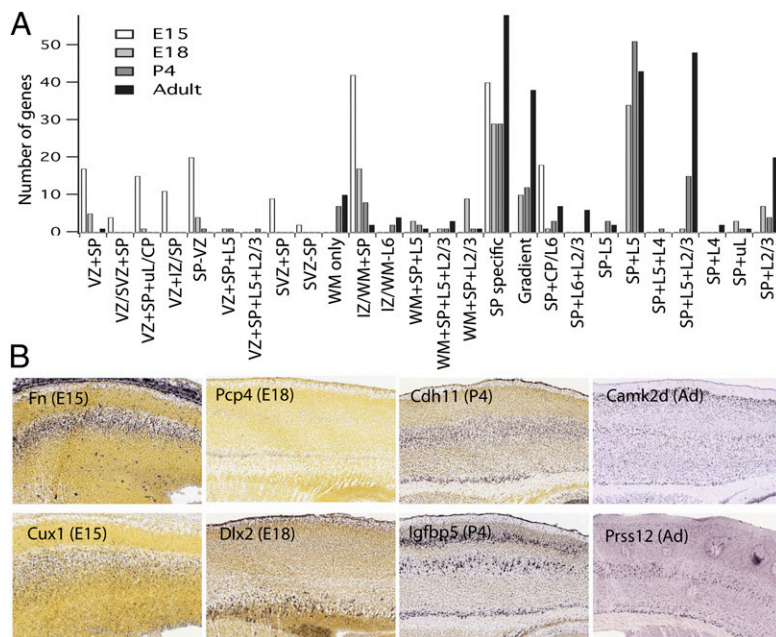 A
E15
E18
P4
Adult
Number of genes
50
40
30
20
10
0
VZ+SP
VZ/SVZ+SP
VZ+SP+uL/CP
VZ+IZ/SP
SP-VZ
VZ+SP+L5
VZ+SP+L5+L2/3
SVZ+SP
SVZ-SP
WM only
IZ/WM+SP
IZ/WM-L6
WM+SP+L5
WM+SP+L5+L2/3
WM+SP+L2/3
SP specific
Gradient
SP+CP/L6
SP+L6+L2/3
SP-L5
SP+L5
SP+L5+L4
SP+L5+L2/3
SP+L4
SP+uL
SP+L2/3
B
Fn (E15)
Pcp4 (E18)
Cdh11 (P4)
Camk2d (Ad)
Cux1 (E15)
Dlx2 (E18)
Igfbp5 (P4)
Prss12 (Ad)